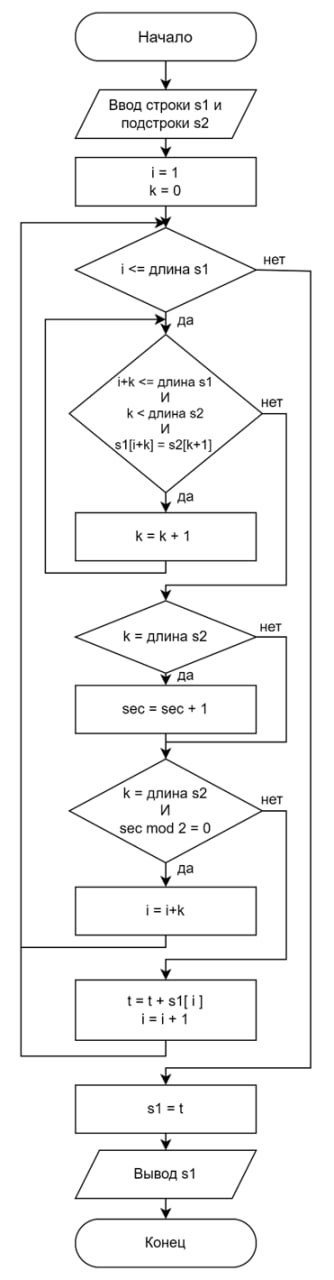 Начало
Ввод строки s1 и
подстроки s2
i = 1
k = 0
i <= длина s1
нет
да
i+k <= длина s1
И
k < длина s2
И
s1[i+k] = s2[k+1]
нет
да
k = k + 1
k = длина s2
нет
да
sec = sec + 1
k = длина s2
И
sec mod 2 = 0
нет
да
i = i+k
t = t + s1[ i ]
i = i + 1
s1 = t
Вывод s1
Конец